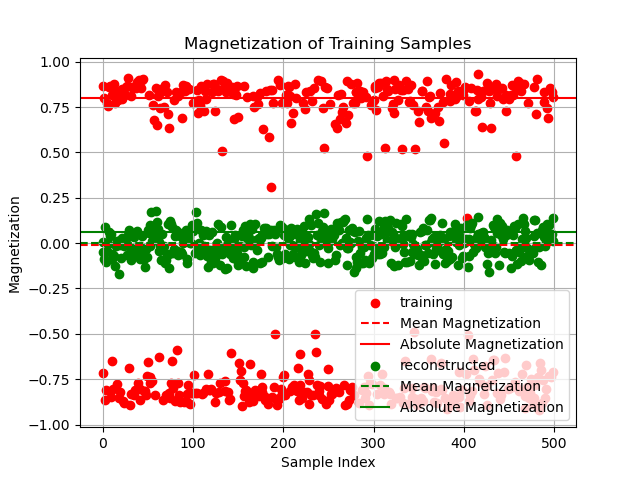 Magnetization of Training Samples
Magnetization
1.00
0.75
0.50
0.25
0.00
−0.25
−0.50
−0.75
−1.00
training
Mean Magnetization
Absolute Magnetization
reconstructed
Mean Magnetization
Absolute Magnetization
0
100
200
300
400
500
Sample Index